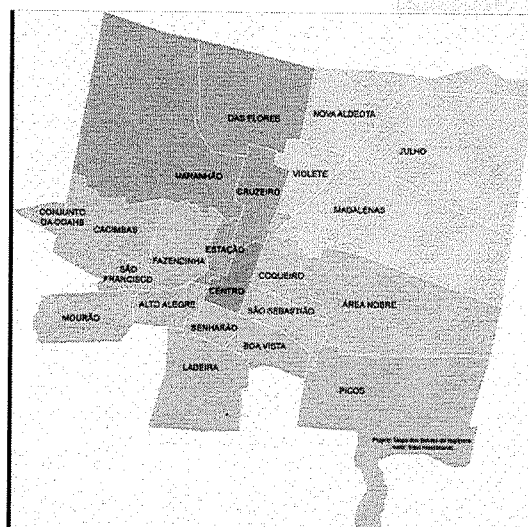 DAS FLORES
NOVA ALDEOTA
JULHO
MARANHÃO
CRUZEIRO
VIOLETE
MADALENAS
CONJUNTO
DA COAHB
CACIMBAS
ESTAÇÃO
FAZENDINHA
SÃO
FRANCISCO
COQUEIRO
CENTRO
ALTO ALEGRE
SÃO SEBASTIÃO
ÁREA NOBRE
MOURÃO
SENHARÃO
BOA VISTA
LADEIRA
PICOS